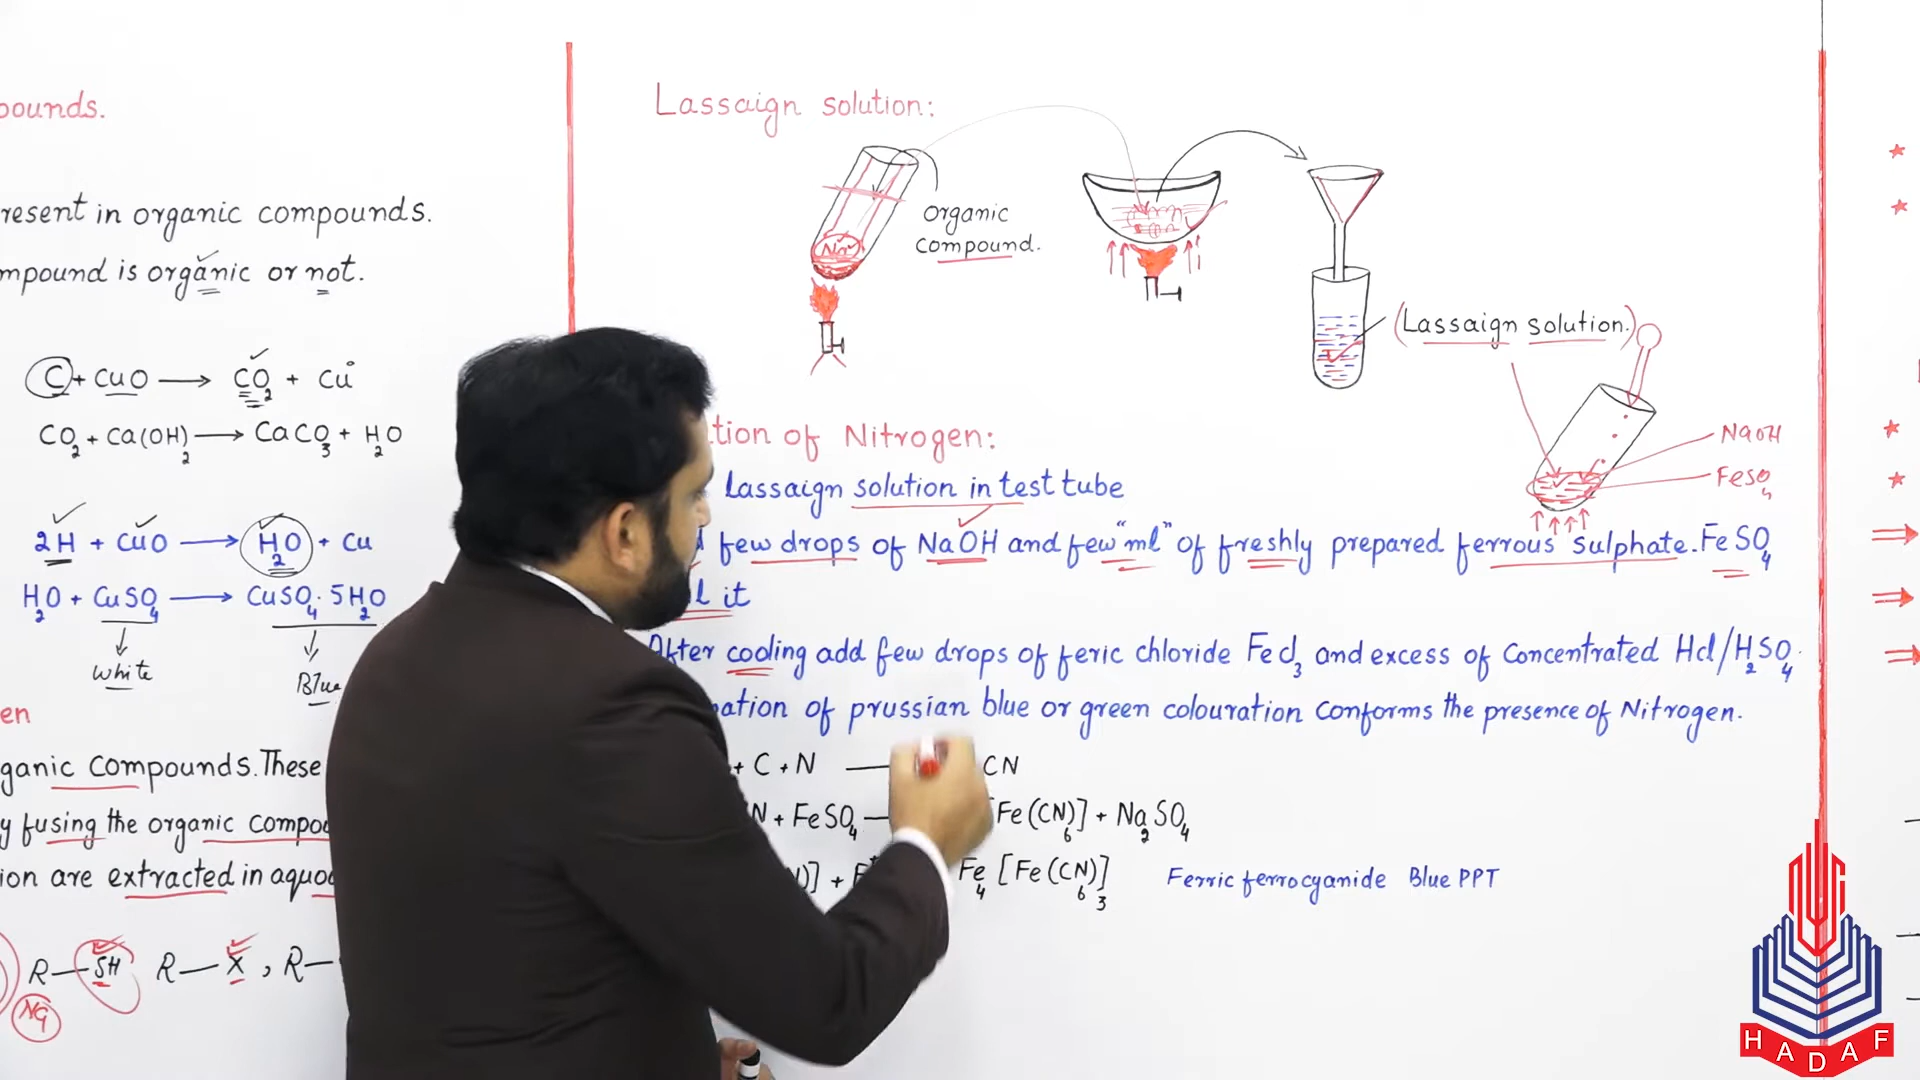 pounds.
resent in organic compounds.
mpound is organic or not.
C + CuO → CO2 + Cu°
CO2 + Ca(OH)2 → CaCO3 + H2O
2H + CuO → H2O + Cu
H2O + CuSO4 → CuSO4·5H2O
White
Blue
en
ganic compounds. These
y fusing the organic compou
ion are extracted in aquo
R—SH R—X , R—
Lassaign solution:
Na
organic
compound.
(Lassaign solution.)
NaOH
FeSO4
tion of Nitrogen:
Lassaign solution in test tube
few drops of NaOH and few "ml" of freshly prepared ferrous sulphate. FeSO4
l it
After cooling add few drops of feric chloride FeCl3 and excess of concentrated Hcl/H2SO4.
ation of prussian blue or green colouration conforms the presence of Nitrogen.
+ C + N → CN
N + FeSO4 — [Fe(CN)6] + Na2SO4
N)] + F Fe4[Fe(CN)6]3 Ferric ferrocyanide Blue PPT
HADAF